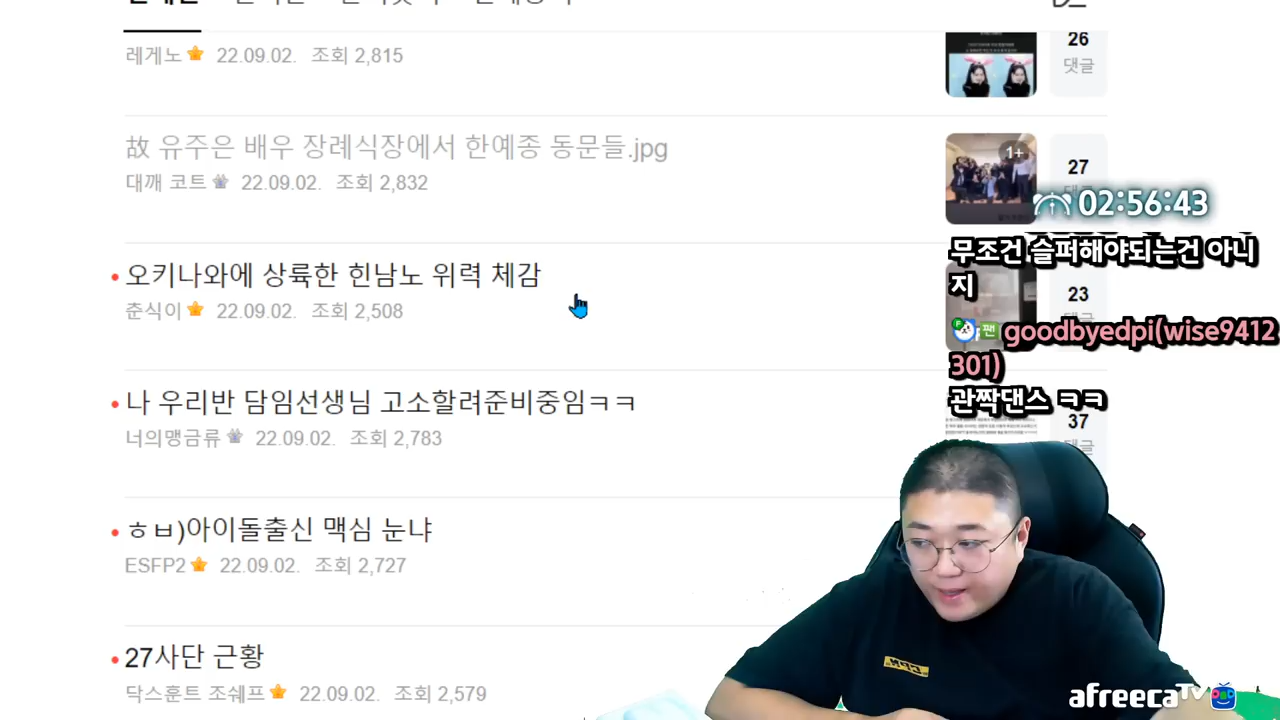 레게노 22.09.02. 조회 2,815
26
댓글
故 유주은 배우 장례식장에서 한예종 동문들.jpg
대깨 코트 22.09.02. 조회 2,832
1+
27
02:56:43
무조건 슬퍼해야되는건 아니
지
오키나와에 상륙한 힌남노 위력 체감
춘식이 22.09.02. 조회 2,508
23
댓글
팬 goodbyedpi(wise9412
301)
관짝댄스 ㅋㅋ
나 우리반 담임선생님 고소할려준비중임ㅋㅋ
너의맹금류 22.09.02. 조회 2,783
37
댓글
ㅎㅂ)아이돌출신 맥심 눈냐
ESFP2 22.09.02. 조회 2,727
27사단 근황
닥스훈트 조쉐프 22.09.02. 조회 2,579
afreecaTV